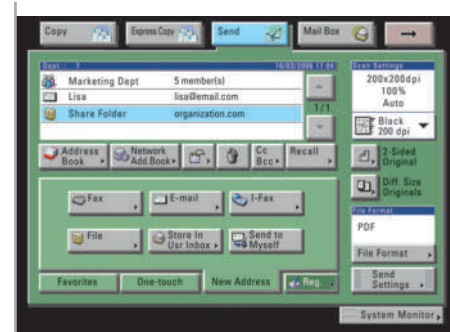 Copy
Express Copy
Send
Mail Box
Dest. : 7
10/03/2006 17:04
Scan Settings
Marketing Dept 5 member(s)
Lisa lisa@email.com
Share Folder organization.com
1/1
200x200dpi
100%
Auto
Black
200 dpi
Address Book
Network Add.Book
Cc Bcc
Recall
2-Sided Original
Diff. Size Originals
Fax
E-mail
I-Fax
File
Store In Usr Inbox
Send to Myself
File Format
PDF
File Format
Favorites
One-touch
New Address
Reg.
Send Settings
System Monitor